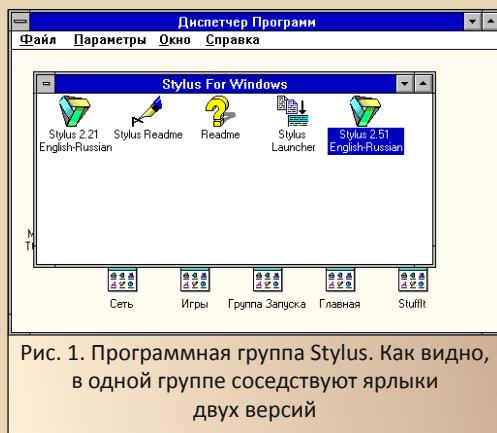 Диспетчер Программ
Файл Параметры Окно Справка
Stylus For Windows
Stylus 2.21 English-Russian
Stylus Readme
Readme
Stylus Launcher
Stylus 2.51 English-Russian
Сеть
Игры
Группа Запуска
Главная
StuffIt
Рис. 1. Программная группа Stylus. Как видно,
в одной группе соседствуют ярлыки
двух версий